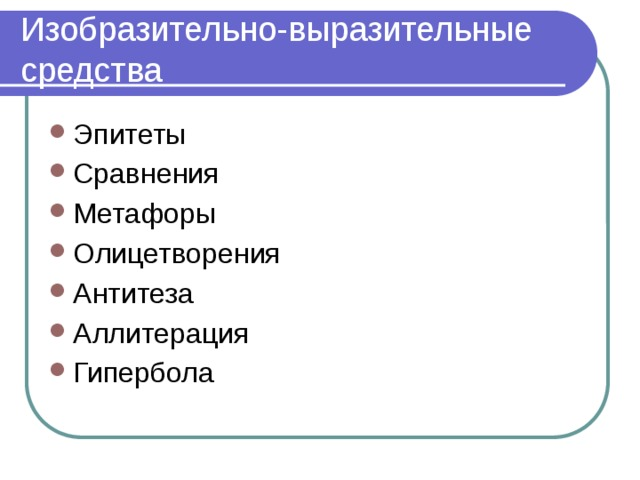 Изобразительно-выразительные
средства
Эпитеты
Сравнения
Метафоры
Олицетворения
Антитеза
Аллитерация
Гипербола